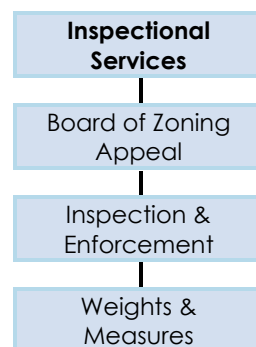 Inspectional
Services
Board of Zoning
Appeal
Inspection &
Enforcement
Weights &
Measures